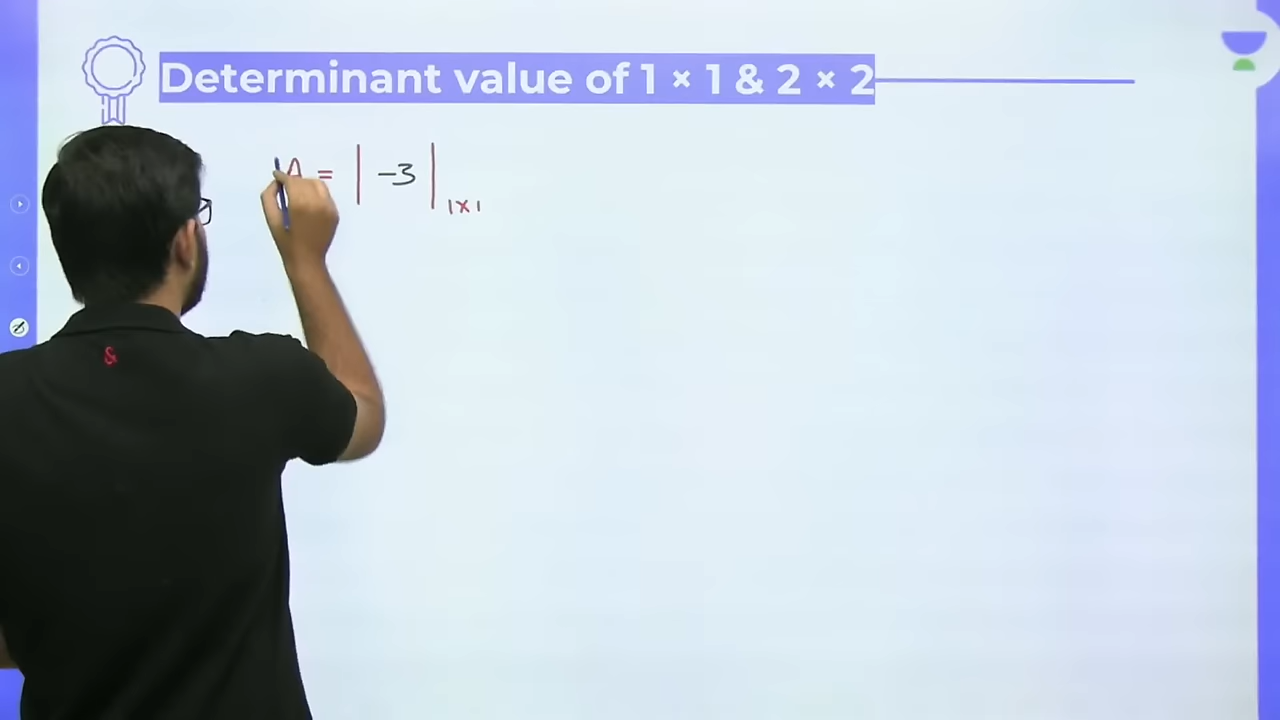 Determinant value of 1 × 1 & 2 × 2
A = | -3 | 1×1
&